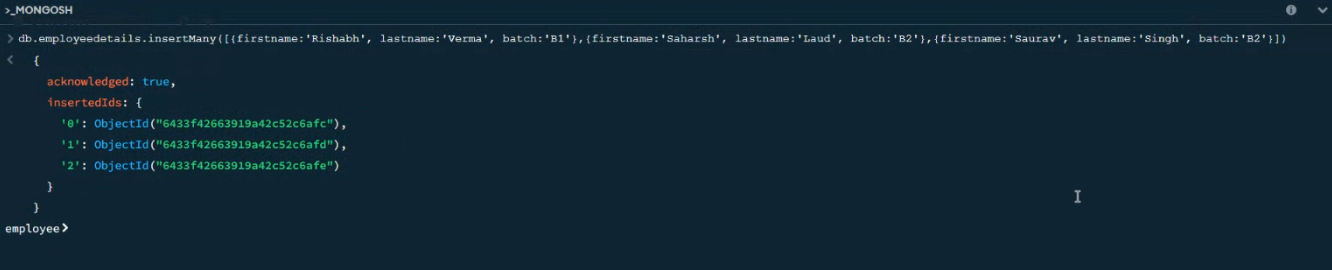 >_MONGOSH
> db.employeedetails.insertMany([{firstname:'Rishabh', lastname:'Verma', batch:'B1'},{firstname:'Saharsh', lastname:'Laud', batch:'B2'},{firstname:'Saurav', lastname:'Singh', batch:'B2'}])
< {
acknowledged: true,
insertedIds: {
'0': ObjectId("6433f42663919a42c52c6afc"),
'1': ObjectId("6433f42663919a42c52c6afd"),
'2': ObjectId("6433f42663919a42c52c6afe")
}
}
employee>